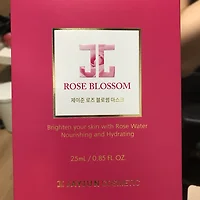 ROSE BLOSSOM
제이준 로즈 블로썸 마스크
Brighten your skin with Rose Water
Nourishing and Hydrating
25mL / 0.85 FL. OZ.